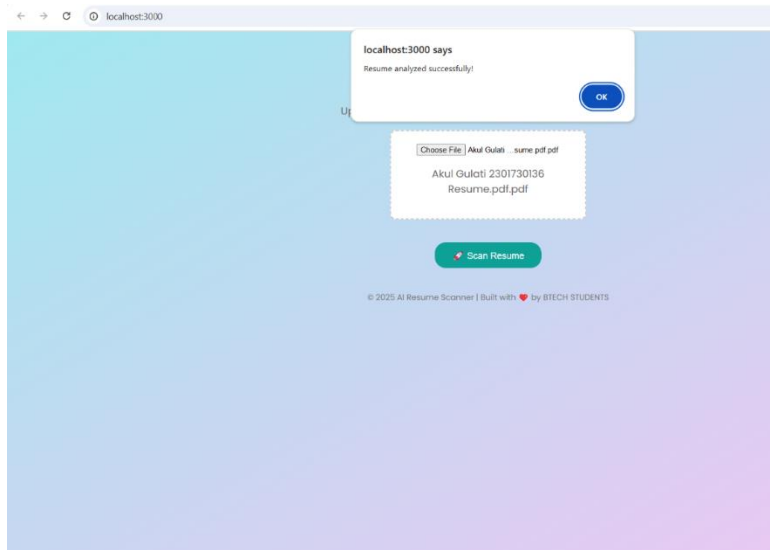 localhost:3000
localhost:3000 says
Resume analyzed successfully!
OK
Up
Choose File Akul Gulati ...sume pdf.pdf
Akul Gulati 2301730136
Resume.pdf.pdf
🚀 Scan Resume
© 2025 AI Resume Scanner | Built with ❤️ by BTECH STUDENTS